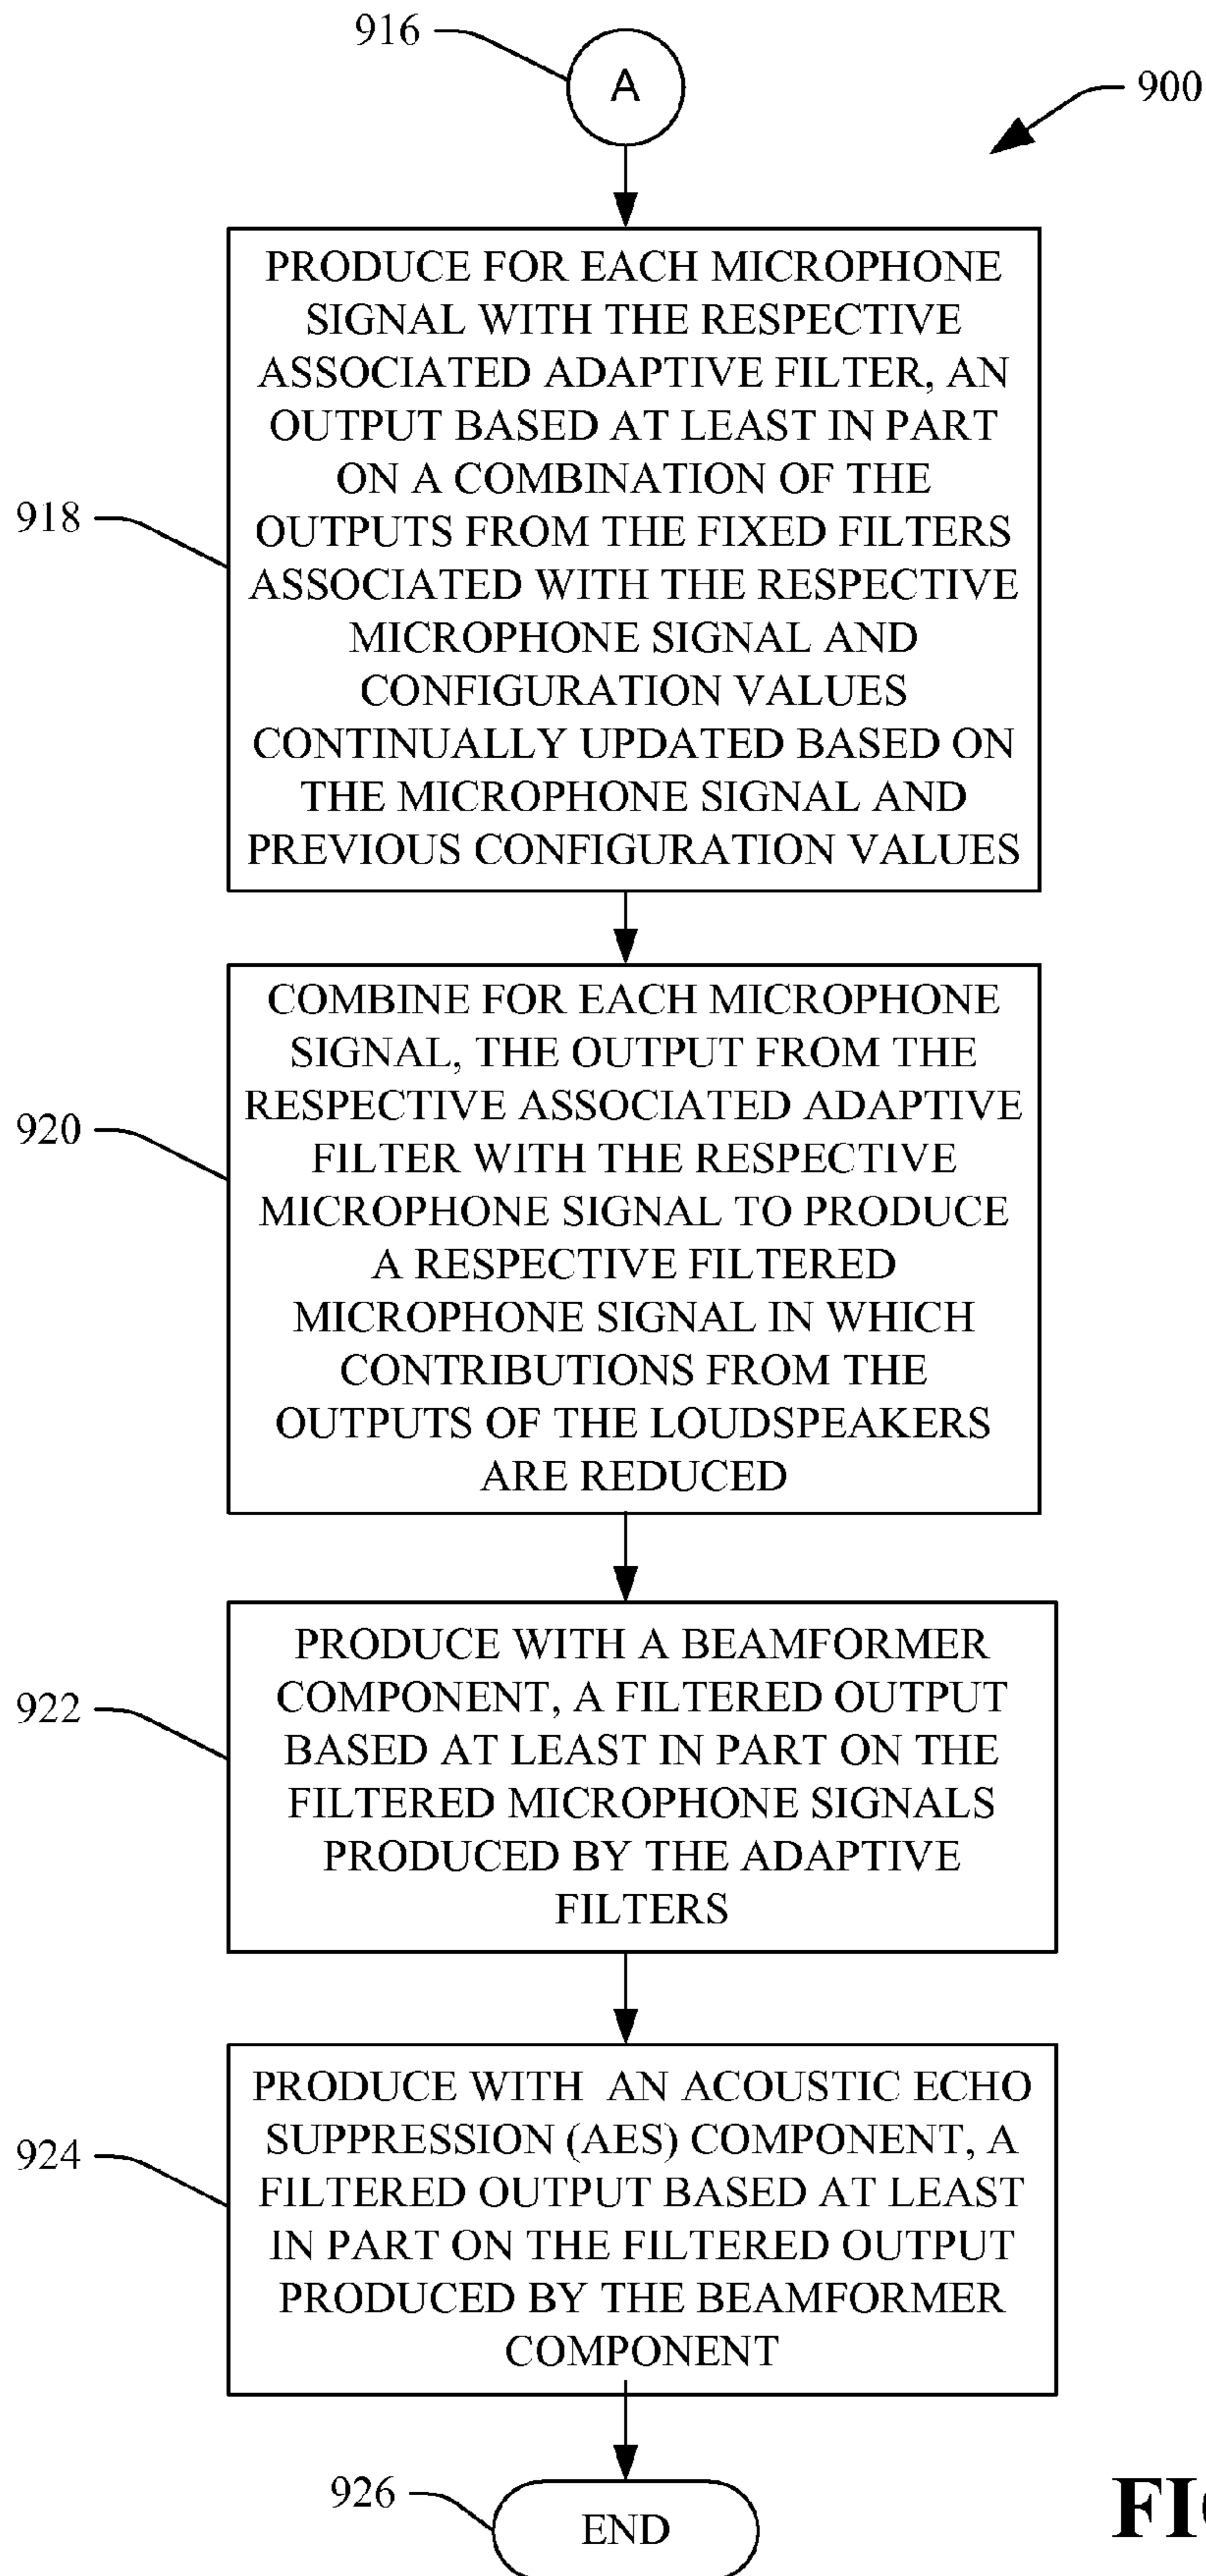 916
A
900
PRODUCE FOR EACH MICROPHONE
SIGNAL WITH THE RESPECTIVE
ASSOCIATED ADAPTIVE FILTER, AN
OUTPUT BASED AT LEAST IN PART
ON A COMBINATION OF THE
OUTPUTS FROM THE FIXED FILTERS
ASSOCIATED WITH THE RESPECTIVE
MICROPHONE SIGNAL AND
CONFIGURATION VALUES
CONTINUALLY UPDATED BASED ON
THE MICROPHONE SIGNAL AND
PREVIOUS CONFIGURATION VALUES
918
COMBINE FOR EACH MICROPHONE
SIGNAL, THE OUTPUT FROM THE
RESPECTIVE ASSOCIATED ADAPTIVE
FILTER WITH THE RESPECTIVE
MICROPHONE SIGNAL TO PRODUCE
A RESPECTIVE FILTERED
MICROPHONE SIGNAL IN WHICH
CONTRIBUTIONS FROM THE
OUTPUTS OF THE LOUDSPEAKERS
ARE REDUCED
920
PRODUCE WITH A BEAMFORMER
COMPONENT, A FILTERED OUTPUT
BASED AT LEAST IN PART ON THE
FILTERED MICROPHONE SIGNALS
PRODUCED BY THE ADAPTIVE
FILTERS
922
PRODUCE WITH AN ACOUSTIC ECHO
SUPPRESSION (AES) COMPONENT, A
FILTERED OUTPUT BASED AT LEAST
IN PART ON THE FILTERED OUTPUT
PRODUCED BY THE BEAMFORMER
COMPONENT
924
926
END